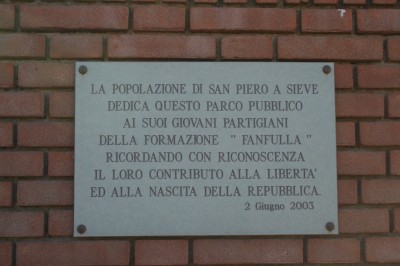 LA POPOLAZIONE DI SAN PIERO A SIEVE
DEDICA QUESTO PARCO PUBBLICO
AI SUOI GIOVANI PARTIGIANI
DELLA FORMAZIONE " FANFULLA "
RICORDANDO CON RICONOSCENZA
IL LORO CONTRIBUTO ALLA LIBERTA'
ED ALLA NASCITA DELLA REPUBBLICA.
2 Giugno 2003